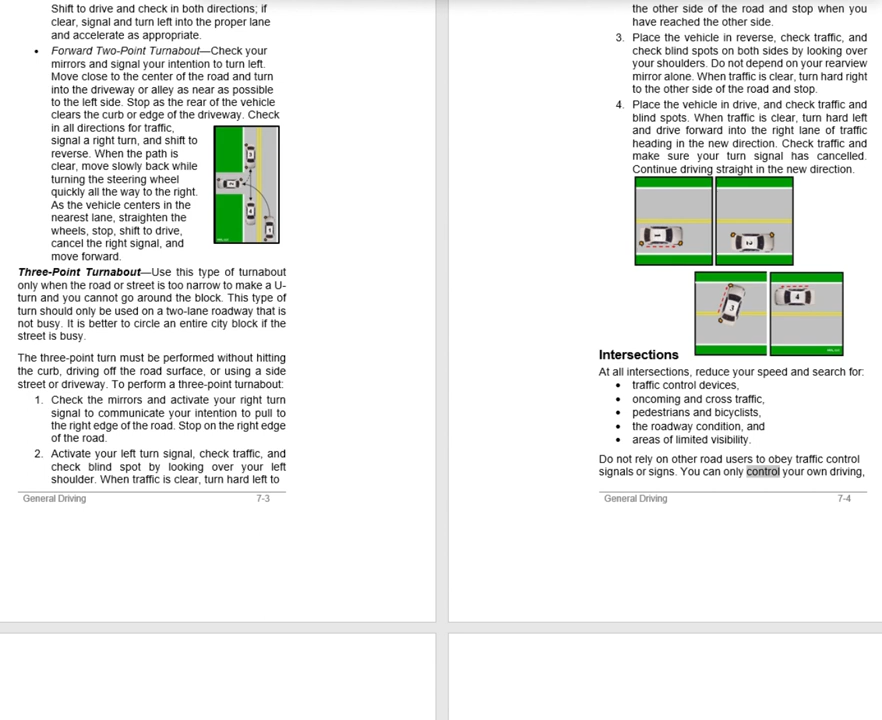 Shift to drive and check in both directions; if
clear, signal and turn left into the proper lane
and accelerate as appropriate.
• Forward Two-Point Turnabout—Check your
mirrors and signal your intention to turn left.
Move close to the center of the road and turn
into the driveway or alley as near as possible
to the left side. Stop as the rear of the vehicle
clears the curb or edge of the driveway. Check
in all directions for traffic,
signal a right turn, and shift to
reverse. When the path is
clear, move slowly back while
turning the steering wheel
quickly all the way to the right.
As the vehicle centers in the
nearest lane, straighten the
wheels, stop, shift to drive,
cancel the right signal, and
move forward.
Three-Point Turnabout—Use this type of turnabout
only when the road or street is too narrow to make a U-
turn and you cannot go around the block. This type of
turn should only be used on a two-lane roadway that is
not busy. It is better to circle an entire city block if the
street is busy.
The three-point turn must be performed without hitting
the curb, driving off the road surface, or using a side
street or driveway. To perform a three-point turnabout:
1. Check the mirrors and activate your right turn
signal to communicate your intention to pull to
the right edge of the road. Stop on the right edge
of the road.
2. Activate your left turn signal, check traffic, and
check blind spot by looking over your left
shoulder. When traffic is clear, turn hard left to
General Driving 7-3
the other side of the road and stop when you
have reached the other side.
3. Place the vehicle in reverse, check traffic, and
check blind spots on both sides by looking over
your shoulders. Do not depend on your rearview
mirror alone. When traffic is clear, turn hard right
to the other side of the road and stop.
4. Place the vehicle in drive, and check traffic and
blind spots. When traffic is clear, turn hard left
and drive forward into the right lane of traffic
heading in the new direction. Check traffic and
make sure your turn signal has cancelled.
Continue driving straight in the new direction.
1
2
3
4
Intersections
At all intersections, reduce your speed and search for:
• traffic control devices,
• oncoming and cross traffic,
• pedestrians and bicyclists,
• the roadway condition, and
• areas of limited visibility.
Do not rely on other road users to obey traffic control
signals or signs. You can only control your own driving,
General Driving 7-4